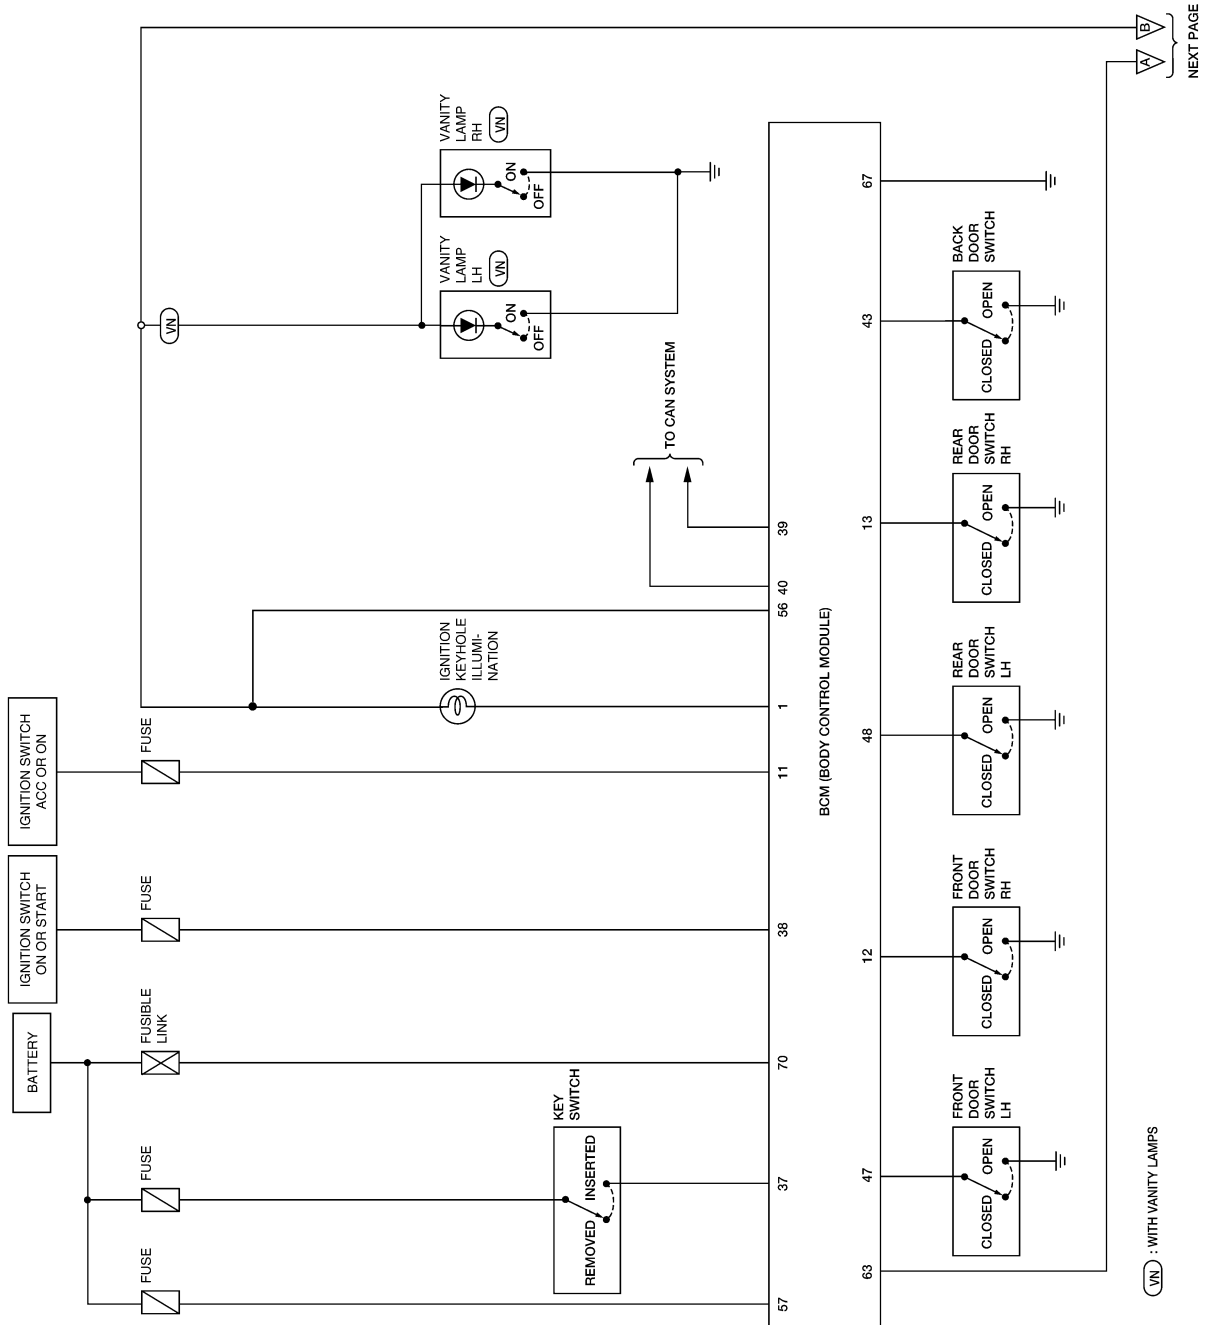 BATTERY
IGNITION SWITCH
ON OR START
IGNITION SWITCH
ACC OR ON
FUSE
FUSE
FUSIBLE
LINK
FUSE
FUSE
VN
IGNITION
KEYHOLE
ILLUMI-
NATION
VANITY
LAMP
LH
VN
ON
OFF
VANITY
LAMP
RH
VN
ON
OFF
KEY
SWITCH
REMOVED
INSERTED
TO CAN SYSTEM
57
37
70
38
11
1
56
40
39
BCM (BODY CONTROL MODULE)
63
47
12
48
13
43
67
FRONT
DOOR
SWITCH
LH
CLOSED
OPEN
FRONT
DOOR
SWITCH
RH
CLOSED
OPEN
REAR
DOOR
SWITCH
LH
CLOSED
OPEN
REAR
DOOR
SWITCH
RH
CLOSED
OPEN
BACK
DOOR
SWITCH
CLOSED
OPEN
B
A
NEXT PAGE
VN : WITH VANITY LAMPS